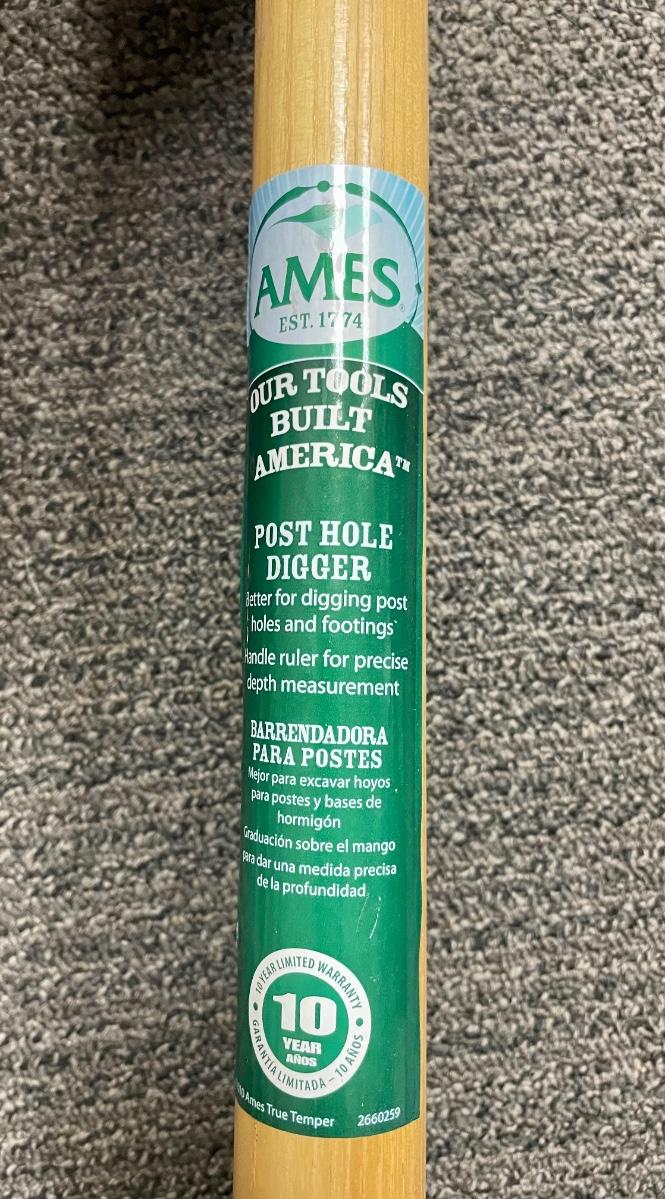 AMES®
EST. 1774
OUR TOOLS
BUILT
AMERICA™
POST HOLE
DIGGER
Better for digging post
holes and footings
Handle ruler for precise
depth measurement
BARRENDADORA
PARA POSTES
Mejor para excavar hoyos
para postes y bases de
hormigón
Graduación sobre el mango
para dar una medida precisa
de la profundidad
10 YEAR LIMITED WARRANTY
10
YEAR
AÑOS
GARANTÍA LIMITADA – 10 AÑOS
Ames True Temper 2660259